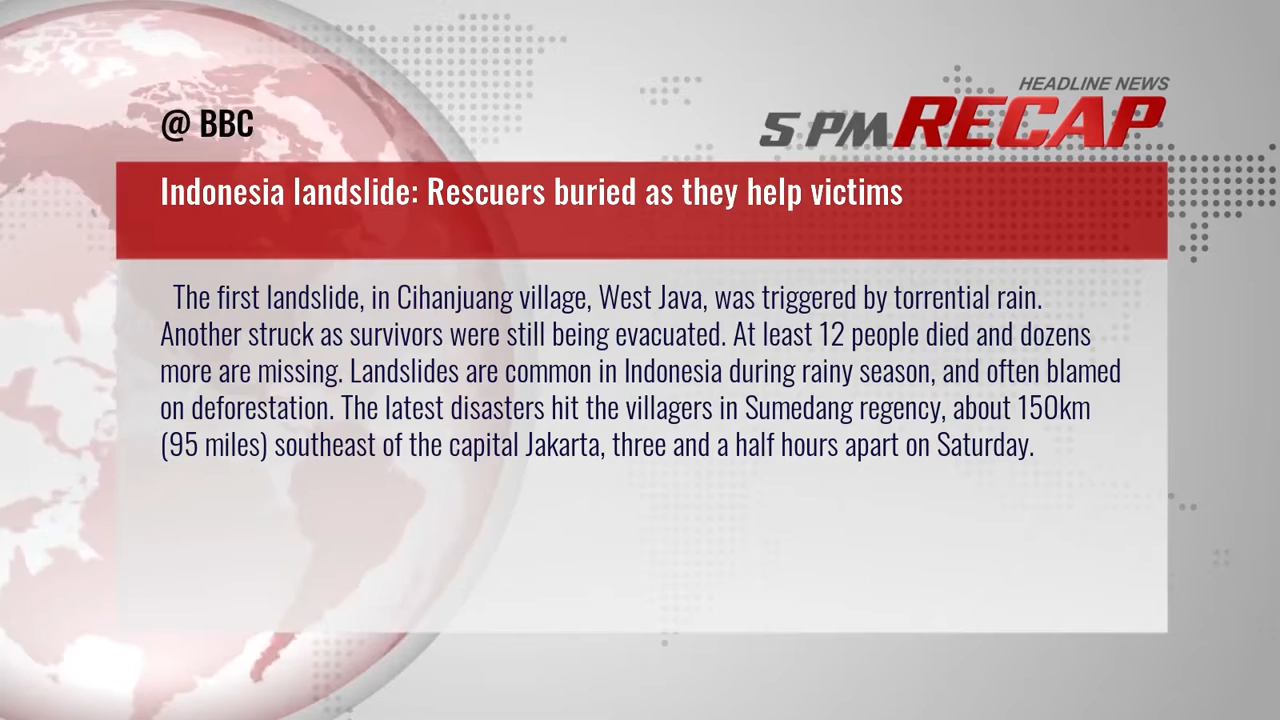 HEADLINE NEWS
@ BBC
5 PM RECAP
Indonesia landslide: Rescuers buried as they help victims
The first landslide, in Cihanjuang village, West Java, was triggered by torrential rain.
Another struck as survivors were still being evacuated. At least 12 people died and dozens
more are missing. Landslides are common in Indonesia during rainy season, and often blamed
on deforestation. The latest disasters hit the villagers in Sumedang regency, about 150km
(95 miles) southeast of the capital Jakarta, three and a half hours apart on Saturday.